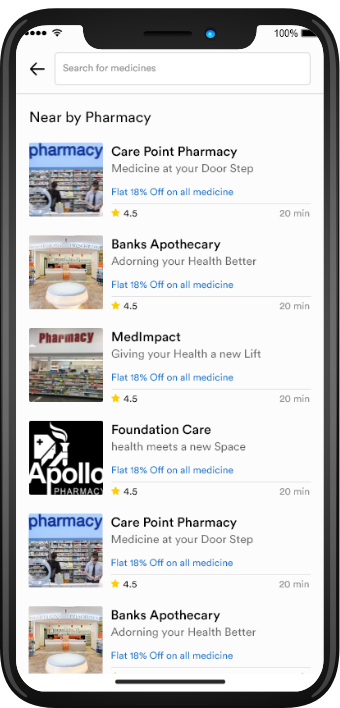 100%
Search for medicines
Near by Pharmacy
pharmacy
Care Point Pharmacy
Medicine at your Door Step
Flat 18% Off on all medicine
4.5
20 min
Banks Apothecary
Adorning your Health Better
Flat 18% Off on all medicine
4.5
20 min
Pharmacy
MedImpact
Giving your Health a new Lift
Flat 18% Off on all medicine
4.5
20 min
Apollo
PHARMACY
Foundation Care
health meets a new Space
Flat 18% Off on all medicine
4.5
20 min
pharmacy
Care Point Pharmacy
Medicine at your Door Step
Flat 18% Off on all medicine
4.5
20 min
Banks Apothecary
Adorning your Health Better
Flat 18% Off on all medicine